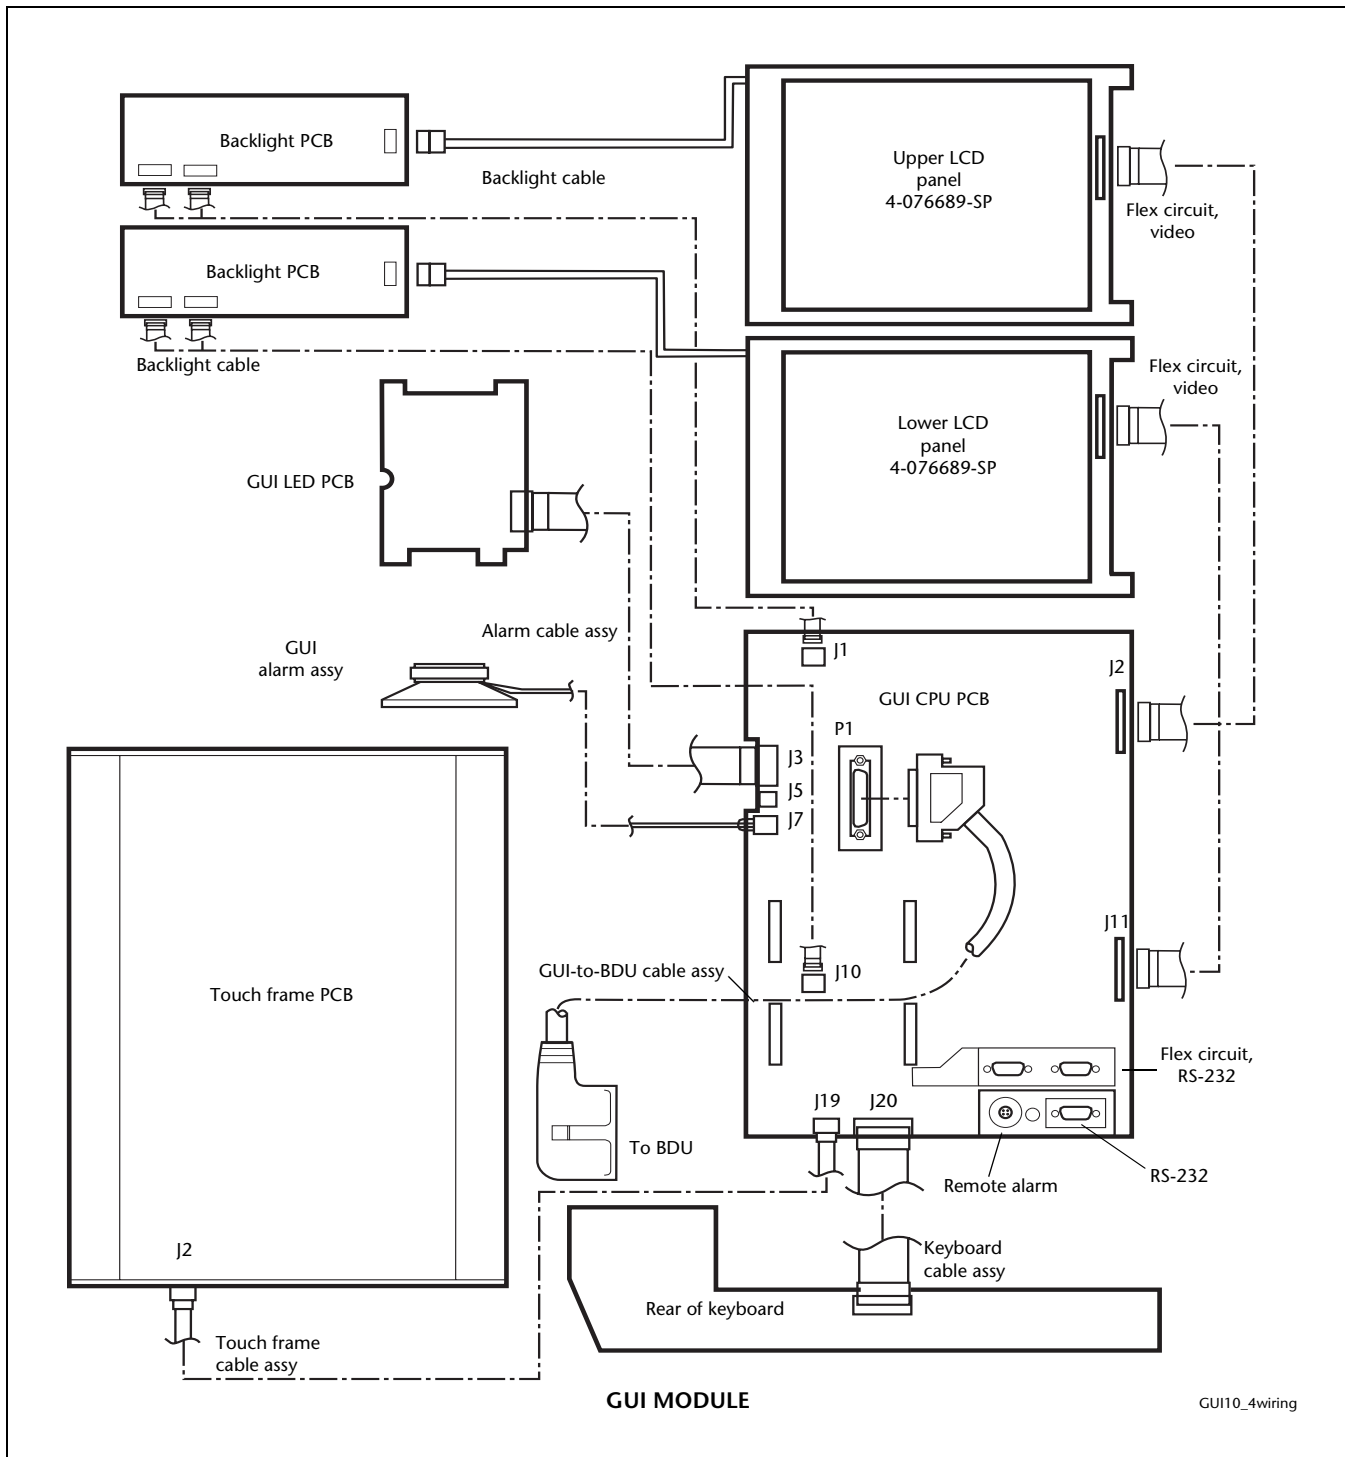 Backlight PCB
Backlight cable
Upper LCD
panel
4-076689-SP
Flex circuit,
video
Backlight PCB
Backlight cable
Flex circuit,
video
Lower LCD
panel
4-076689-SP
GUI LED PCB
Alarm cable assy
GUI
alarm assy
J1
J2
GUI CPU PCB
P1
J3
J5
J7
J11
J10
GUI-to-BDU cable assy
Touch frame PCB
Flex circuit,
RS-232
J19
J20
To BDU
Remote alarm
RS-232
J2
Keyboard
cable assy
Rear of keyboard
Touch frame
cable assy
GUI MODULE
GUI10_4wiring